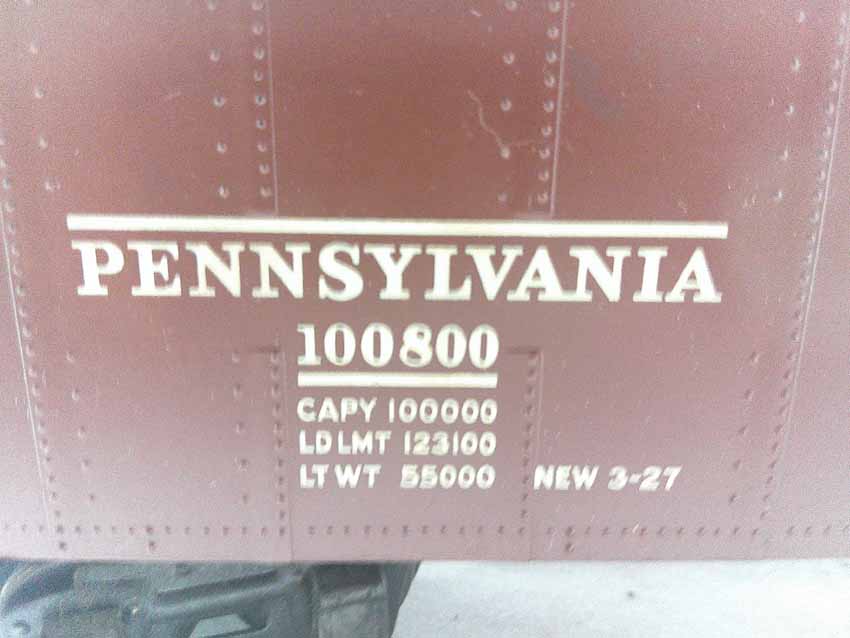 PENNSYLVANIA
100800
CAPY 100000
LD LMT 123100
LT WT 55000 NEW 3-27